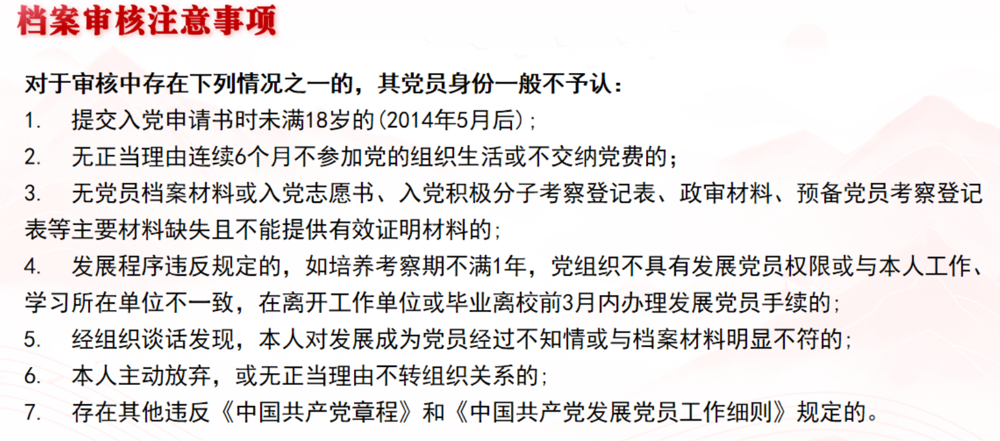 档案审核注意事项
对于审核中存在下列情况之一的，其党员身份一般不予认：
1. 提交入党申请书时未满18岁的(2014年5月后)；
2. 无正当理由连续6个月不参加党的组织生活或不交纳党费的；
3. 无党员档案材料或入党志愿书、入党积极分子考察登记表、政审材料、预备党员考察登记
表等主要材料缺失且不能提供有效证明材料的；
4. 发展程序违反规定的，如培养考察期不满1年，党组织不具有发展党员权限或与本人工作、
学习所在单位不一致，在离开工作单位或毕业离校前3月内办理发展党员手续的；
5. 经组织谈话发现，本人对发展成为党员经过不知情或与档案材料明显不符的；
6. 本人主动放弃，或无正当理由不转组织关系的；
7. 存在其他违反《中国共产党章程》和《中国共产党发展党员工作细则》规定的。